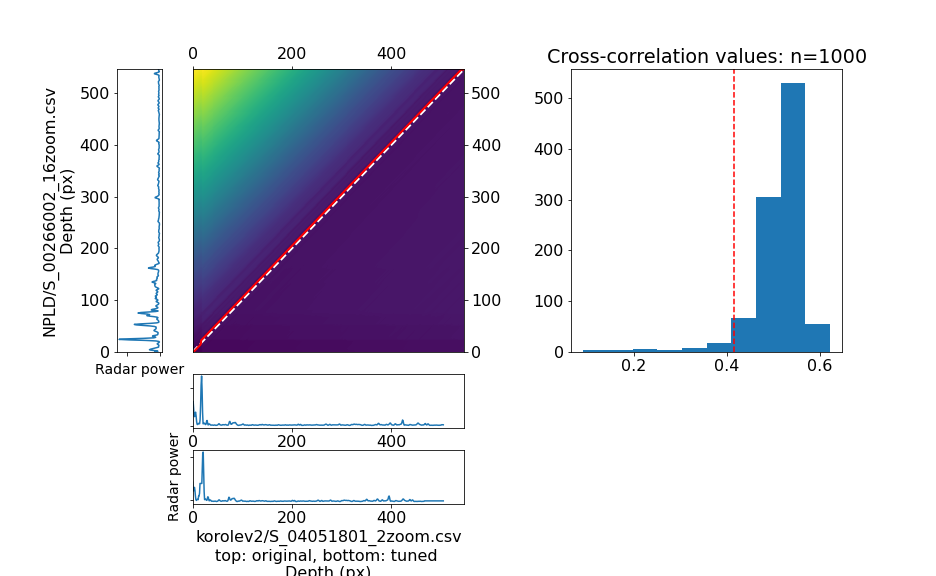 0 200 400
Cross-correlation values: n=1000
NPLD/S_00266002_16zoom.csv
Depth (px)
500
400
300
200
100
0
500
400
300
200
100
0
500
400
300
200
100
0
0.2 0.4 0.6
Radar power
0 200 400
Radar power
0 200 400
korolev2/S_04051801_2zoom.csv
top: original, bottom: tuned
Depth (px)